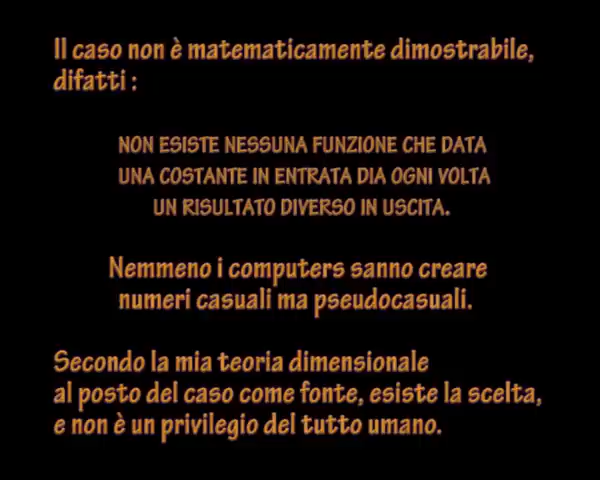 Il caso non è matematicamente dimostrabile,
difatti :
NON ESISTE NESSUNA FUNZIONE CHE DATA
UNA COSTANTE IN ENTRATA DIA OGNI VOLTA
UN RISULTATO DIVERSO IN USCITA.
Nemmeno i computers sanno creare
numeri casuali ma pseudocasuali.
Secondo la mia teoria dimensionale
al posto del caso come fonte, esiste la scelta,
e non è un privilegio del tutto umano.